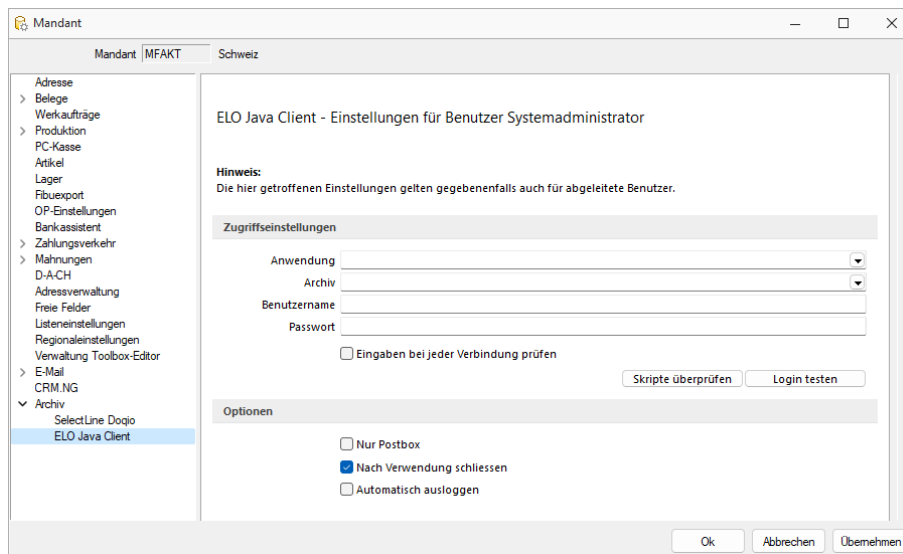 Mandant
Mandant MFAKT Schweiz
Adresse
Belege
Werkaufträge
Produktion
PC-Kasse
Artikel
Lager
Fibuexport
OP-Einstellungen
Bankassistent
Zahlungsverkehr
Mahnungen
D-A-CH
Adressverwaltung
Freie Felder
Listeneinstellungen
Regionaleinstellungen
Verwaltung Toolbox-Editor
E-Mail
CRM.NG
Archiv
SelectLine Doqio
ELO Java Client
ELO Java Client - Einstellungen für Benutzer Systemadministrator
Hinweis:
Die hier getroffenen Einstellungen gelten gegebenenfalls auch für abgeleitete Benutzer.
Zugriffseinstellungen
Anwendung
Archiv
Benutzername
Passwort
Eingaben bei jeder Verbindung prüfen
Skripte überprüfen Login testen
Optionen
Nur Postbox
Nach Verwendung schliessen
Automatisch ausloggen
Ok Abbrechen Übernehmen